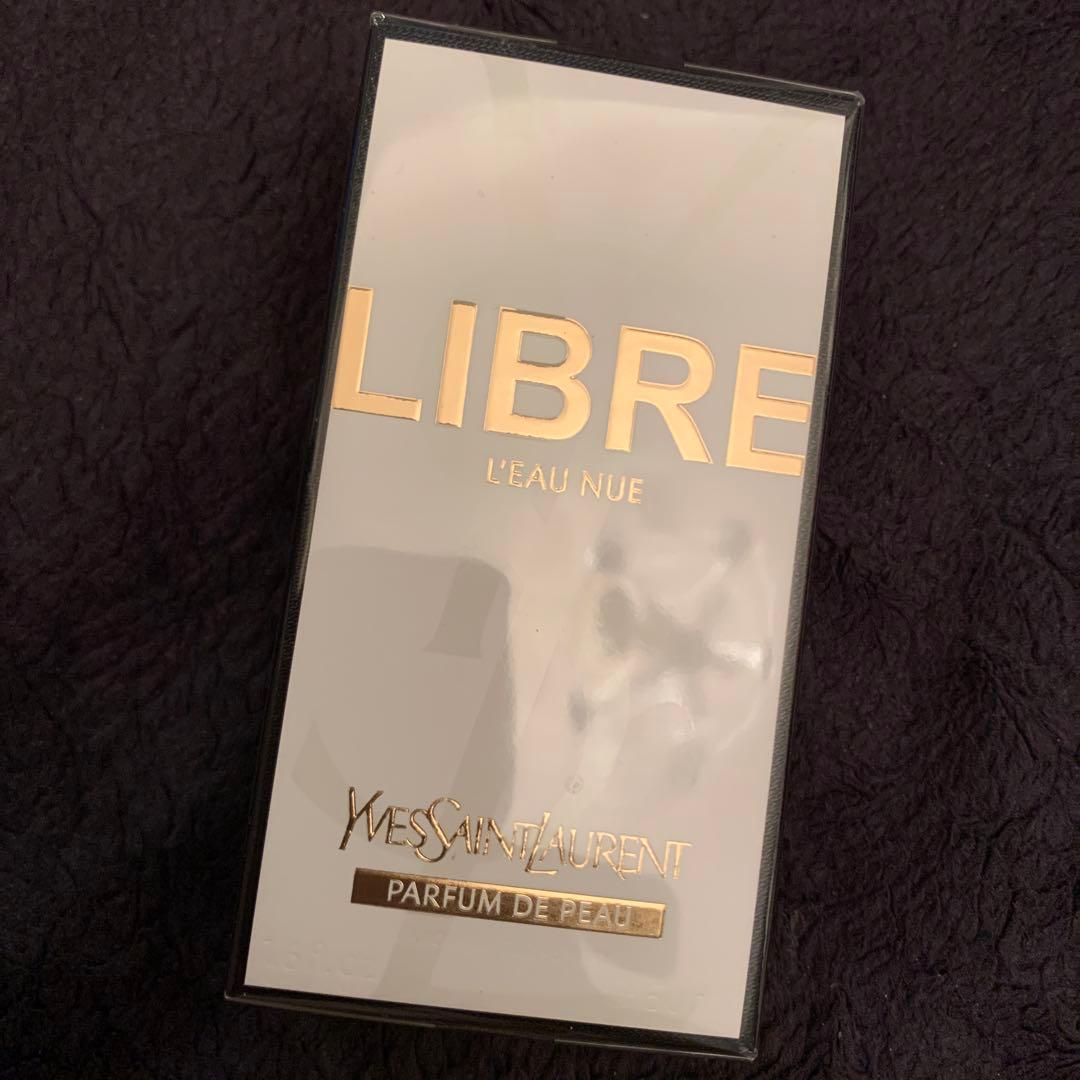 LIBRE
L'EAU NUE
YVESSAINTLAURENT
PARFUM DE PEAU